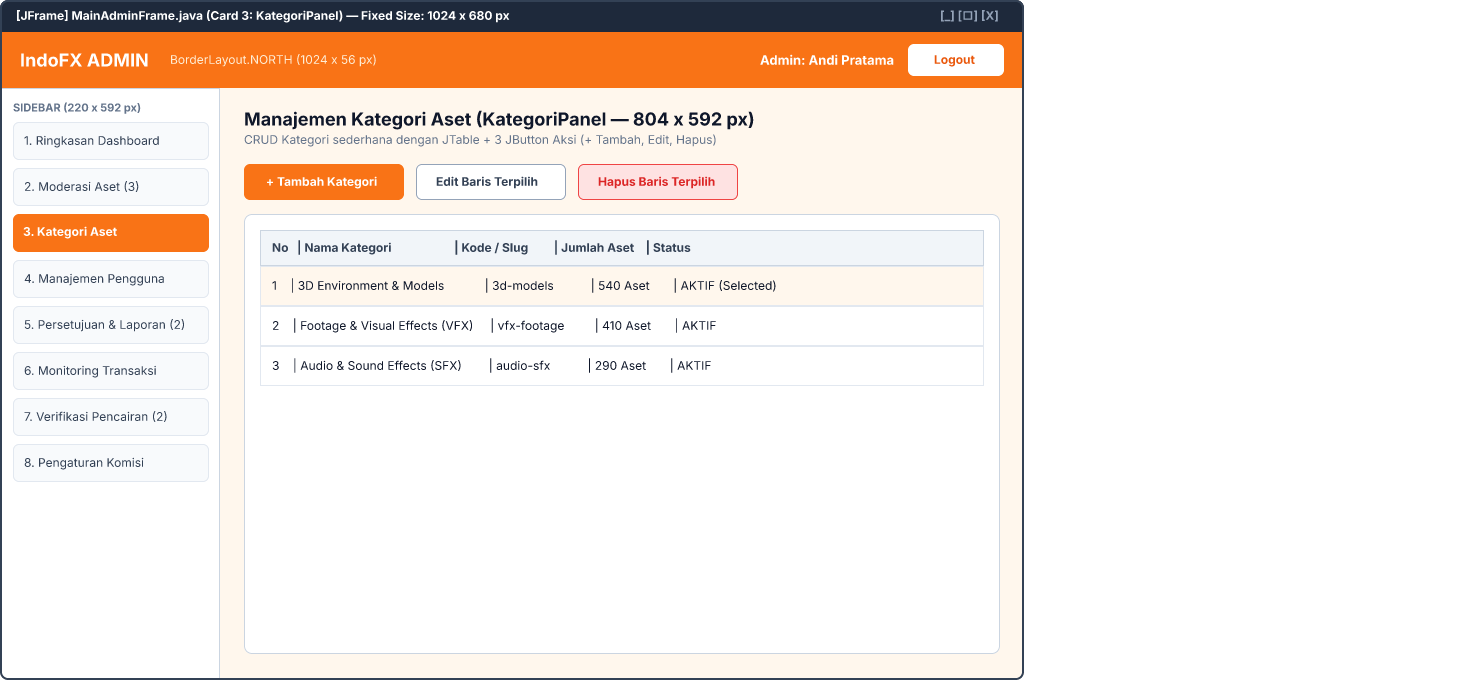 [JFrame] MainAdminFrame.java (Card 3: KategoriPanel) — Fixed Size: 1024 x 680 px [_] [□] [X]
IndoFX ADMIN BorderLayout.NORTH (1024 x 56 px) Admin: Andi Pratama Logout
SIDEBAR (220 x 592 px)
1. Ringkasan Dashboard
2. Moderasi Aset (3)
3. Kategori Aset
4. Manajemen Pengguna
5. Persetujuan & Laporan (2)
6. Monitoring Transaksi
7. Verifikasi Pencairan (2)
8. Pengaturan Komisi
Manajemen Kategori Aset (KategoriPanel — 804 x 592 px)
CRUD Kategori sederhana dengan JTable + 3 JButton Aksi (+ Tambah, Edit, Hapus)
+ Tambah Kategori Edit Baris Terpilih Hapus Baris Terpilih
No | Nama Kategori | Kode / Slug | Jumlah Aset | Status
1 | 3D Environment & Models | 3d-models | 540 Aset | AKTIF (Selected)
2 | Footage & Visual Effects (VFX) | vfx-footage | 410 Aset | AKTIF
3 | Audio & Sound Effects (SFX) | audio-sfx | 290 Aset | AKTIF